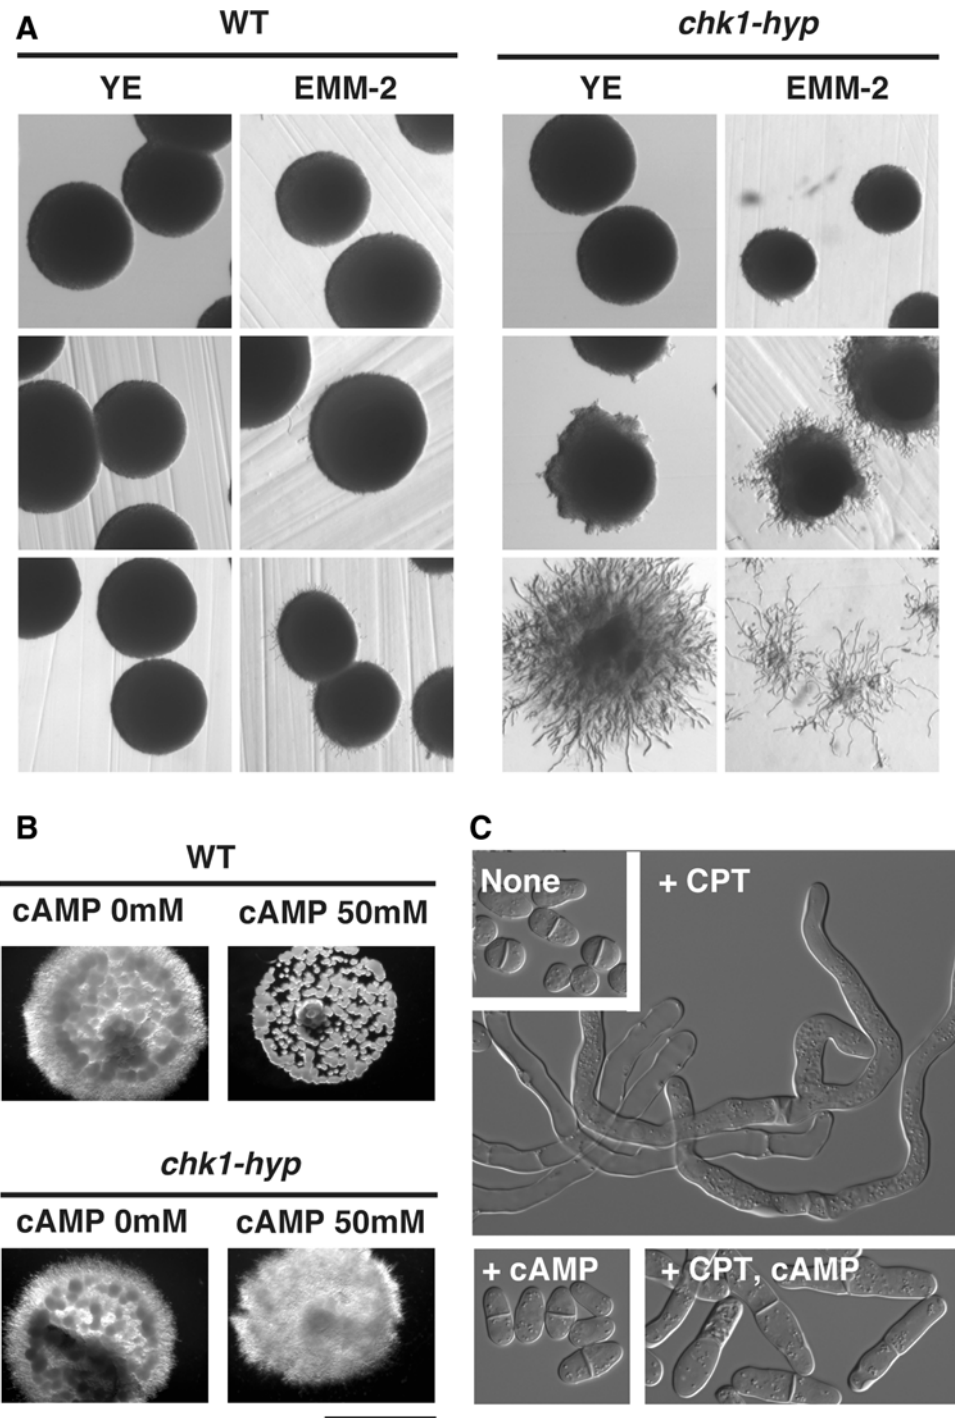 A
WT
chk1-hyp
YE
EMM-2
YE
EMM-2
B
WT
cAMP 0mM
cAMP 50mM
chk1-hyp
cAMP 0mM
cAMP 50mM
C
None
+ CPT
+ cAMP
+ CPT, cAMP